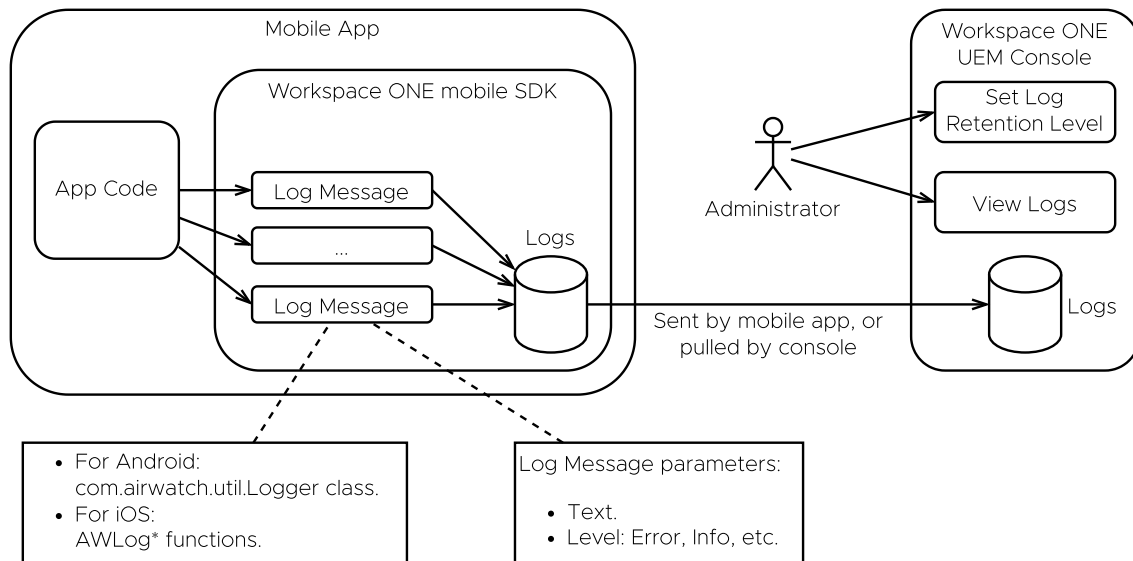 Mobile App
Workspace ONE mobile SDK
App Code
Log Message
...
Log Message
Logs
Sent by mobile app, or
pulled by console
Administrator
Workspace ONE
UEM Console
Set Log
Retention Level
View Logs
Logs
• For Android:
com.airwatch.util.Logger class.
• For iOS:
AWLog* functions.
Log Message parameters:
• Text.
• Level: Error, Info, etc.